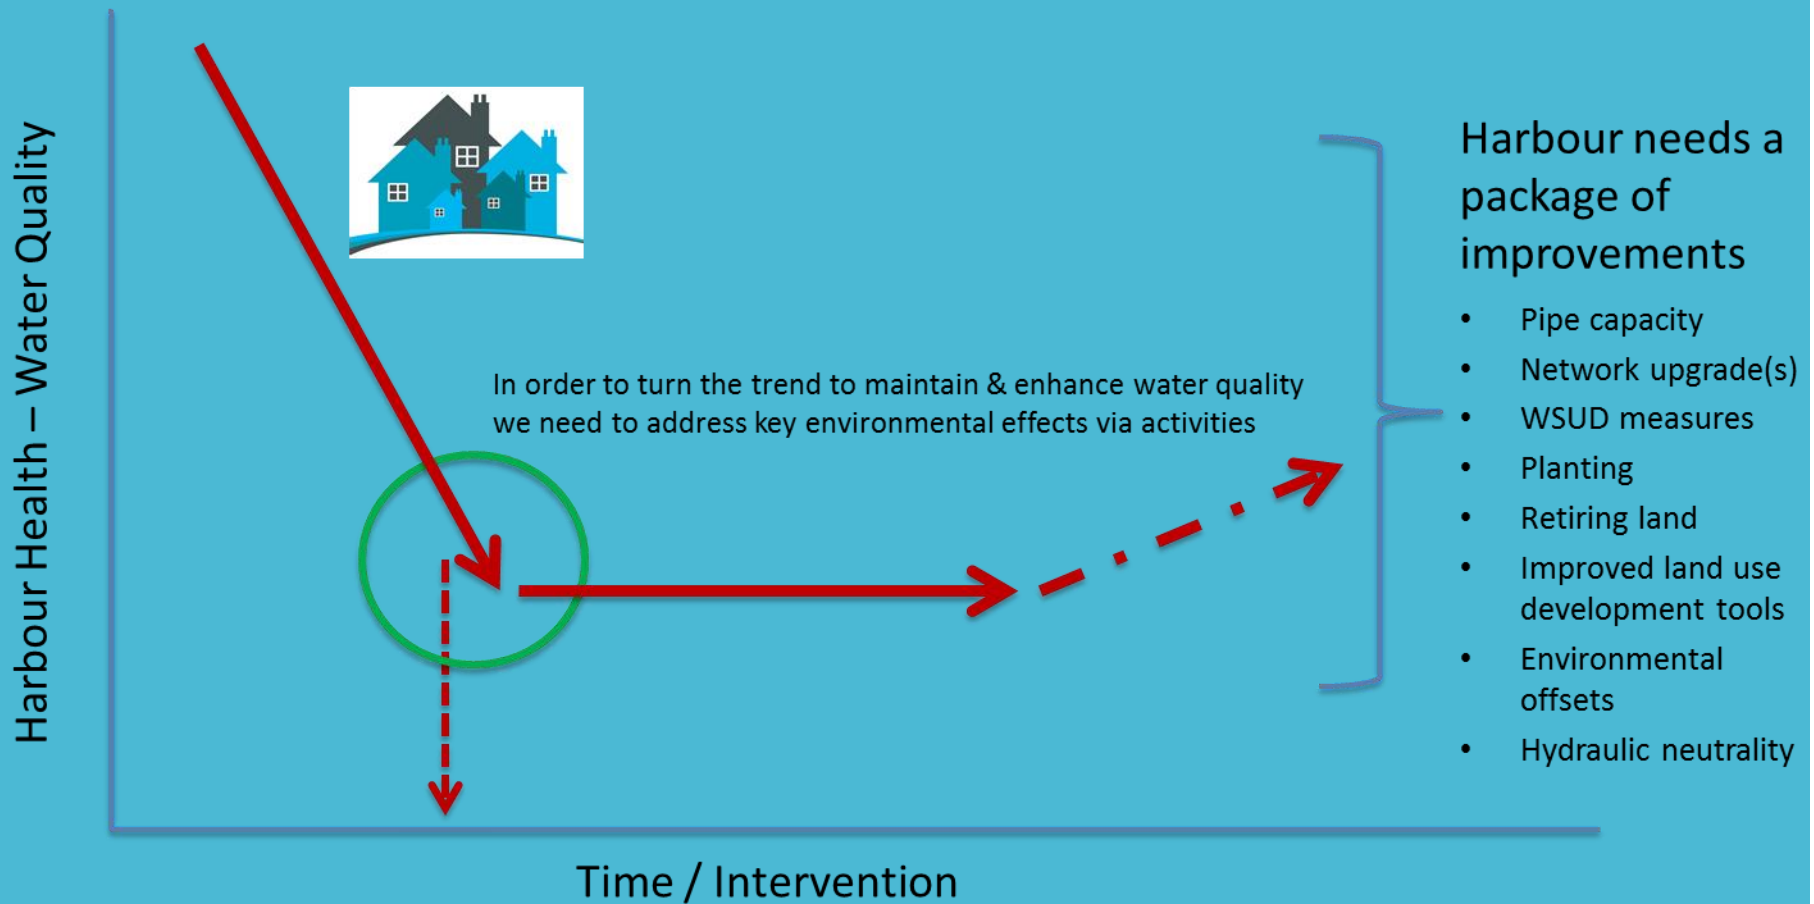 Harbour Health – Water Quality
In order to turn the trend to maintain & enhance water quality
we need to address key environmental effects via activities
Time / Intervention
Harbour needs a
package of
improvements
• Pipe capacity
• Network upgrade(s)
• WSUD measures
• Planting
• Retiring land
• Improved land use
development tools
• Environmental
offsets
• Hydraulic neutrality